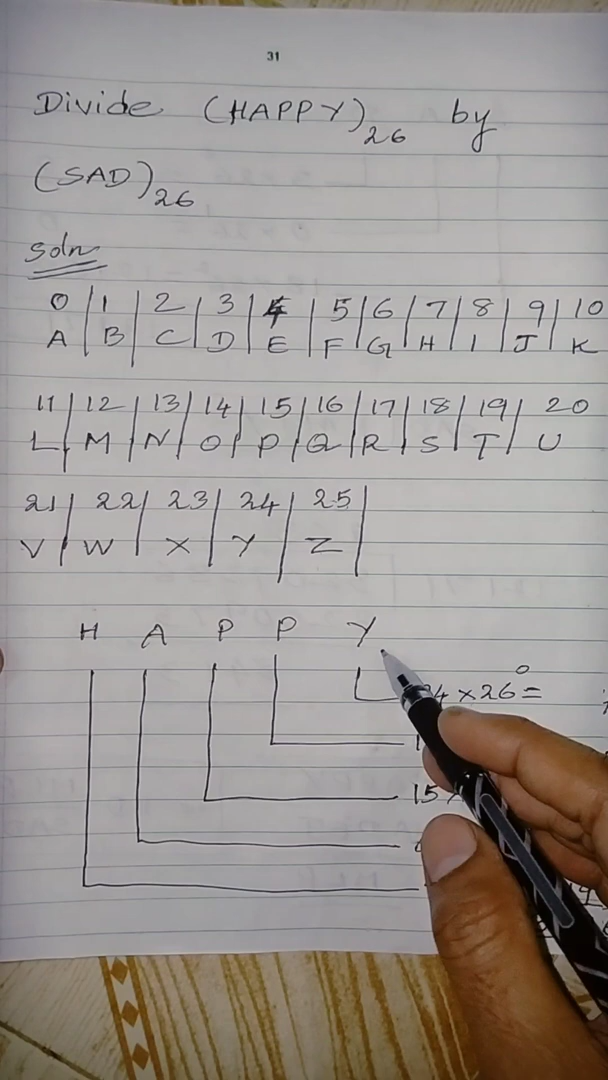 31
Divide (HAPPY)26 by
(SAD)26
Soln
0 | 1 | 2 | 3 | 4 | 5 | 6 | 7 | 8 | 9 | 10
A | B | C | D | E | F | G | H | I | J | K
11 | 12 | 13 | 14 | 15 | 16 | 17 | 18 | 19 | 20
L | M | N | O | P | Q | R | S | T | U
21 | 22 | 23 | 24 | 25 |
V | W | X | Y | Z |
H A P P Y
24 × 26⁰ =
15